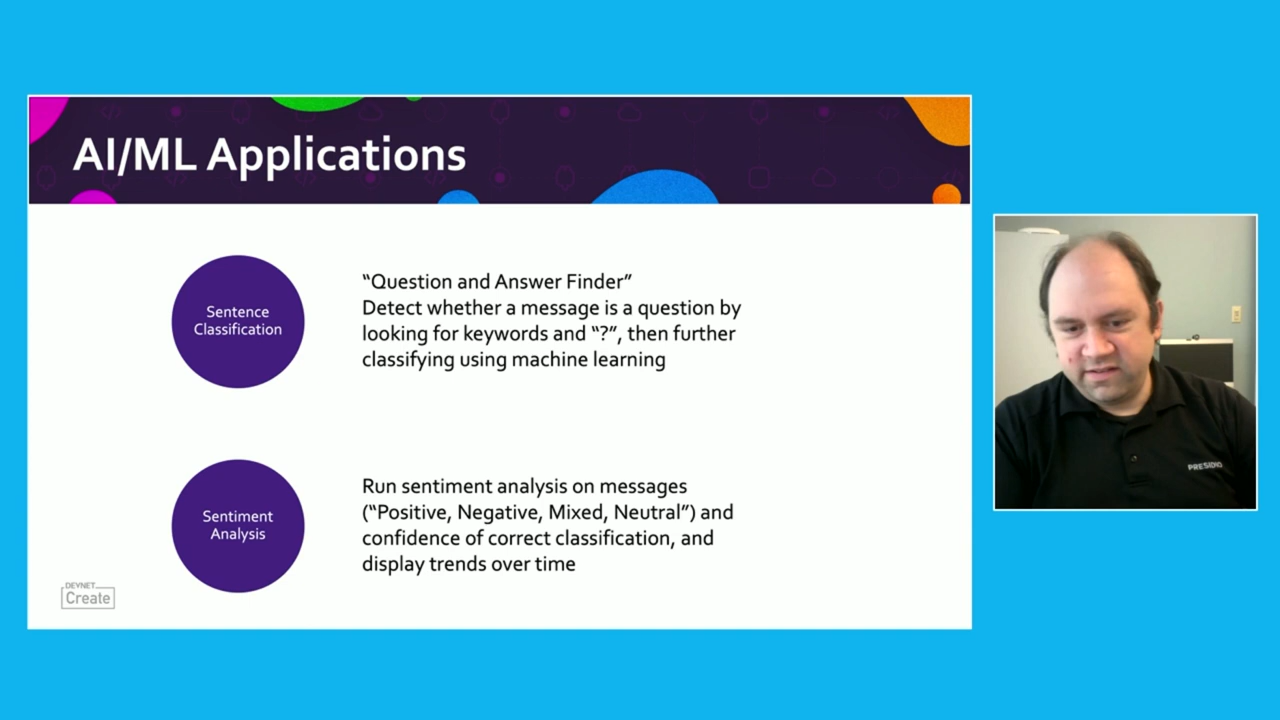 AI/ML Applications
Sentence
Classification
“Question and Answer Finder”
Detect whether a message is a question by
looking for keywords and “?”, then further
classifying using machine learning
Sentiment
Analysis
Run sentiment analysis on messages
(“Positive, Negative, Mixed, Neutral”) and
confidence of correct classification, and
display trends over time
DEVNET
Create
PRESIDIO